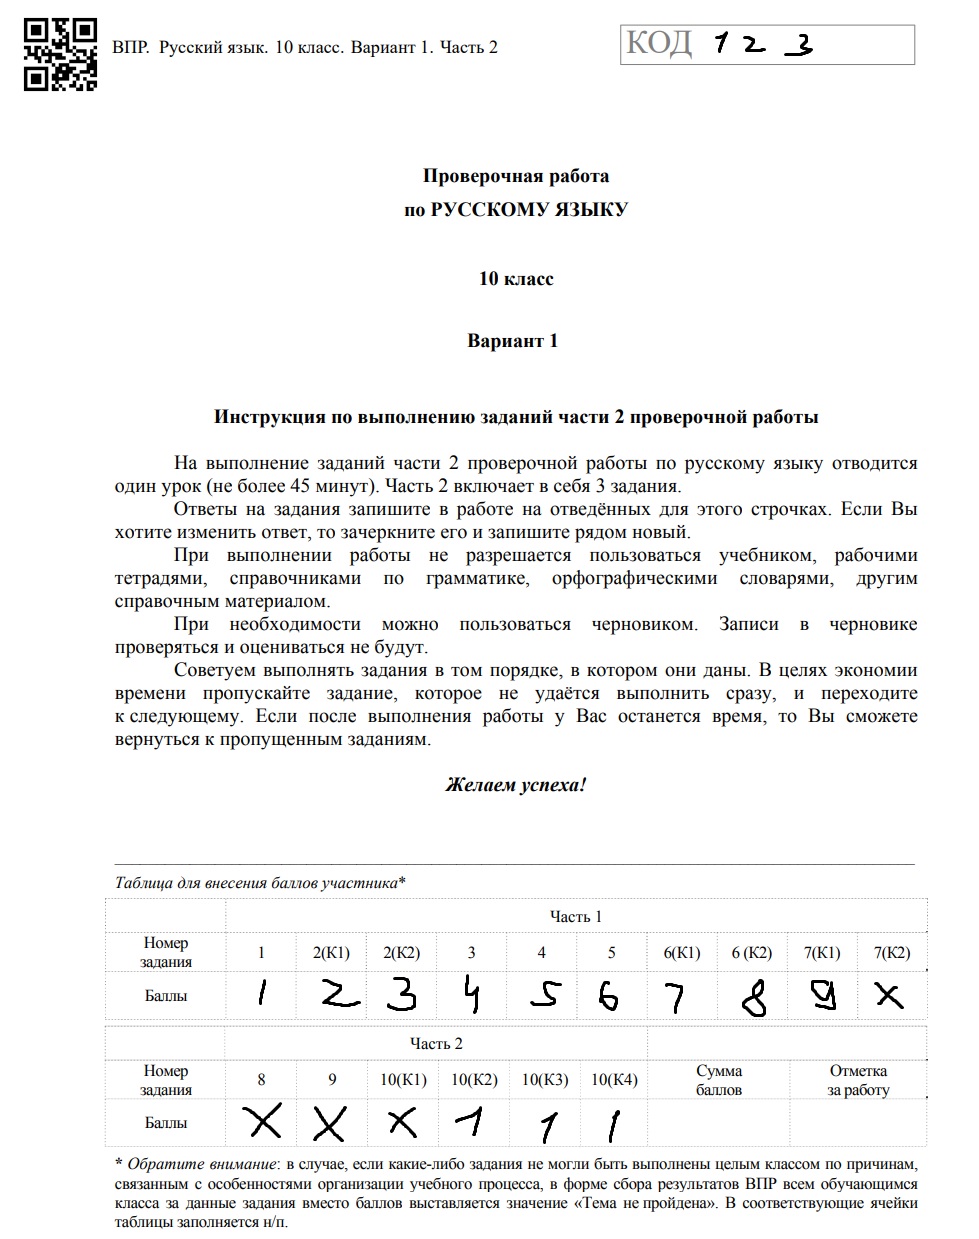 ВПР. Русский язык. 10 класс. Вариант 1. Часть 2
КОД 1 2 3
Проверочная работа
по РУССКОМУ ЯЗЫКУ
10 класс
Вариант 1
Инструкция по выполнению заданий части 2 проверочной работы
На выполнение заданий части 2 проверочной работы по русскому языку отводится
один урок (не более 45 минут). Часть 2 включает в себя 3 задания.
Ответы на задания запишите в работе на отведённых для этого строчках. Если Вы
хотите изменить ответ, то зачеркните его и запишите рядом новый.
При выполнении работы не разрешается пользоваться учебником, рабочими
тетрадями, справочниками по грамматике, орфографическими словарями, другим
справочным материалом.
При необходимости можно пользоваться черновиком. Записи в черновике
проверяться и оцениваться не будут.
Советуем выполнять задания в том порядке, в котором они даны. В целях экономии
времени пропускайте задание, которое не удаётся выполнить сразу, и переходите
к следующему. Если после выполнения работы у Вас останется время, то Вы сможете
вернуться к пропущенным заданиям.
Желаем успеха!
Таблица для внесения баллов участника*
Часть 1
Номер задания 1 2(К1) 2(К2) 3 4 5 6(К1) 6 (К2) 7(К1) 7(К2)
Баллы 1 2 3 4 5 6 7 8 9 X
Часть 2
Номер задания 8 9 10(К1) 10(К2) 10(К3) 10(К4) Сумма баллов Отметка за работу
Баллы X X X 1 1 1
* Обратите внимание: в случае, если какие-либо задания не могли быть выполнены целым классом по причинам,
связанным с особенностями организации учебного процесса, в форме сбора результатов ВПР всем обучающимся
класса за данные задания вместо баллов выставляется значение «Тема не пройдена». В соответствующие ячейки
таблицы заполняется н/п.